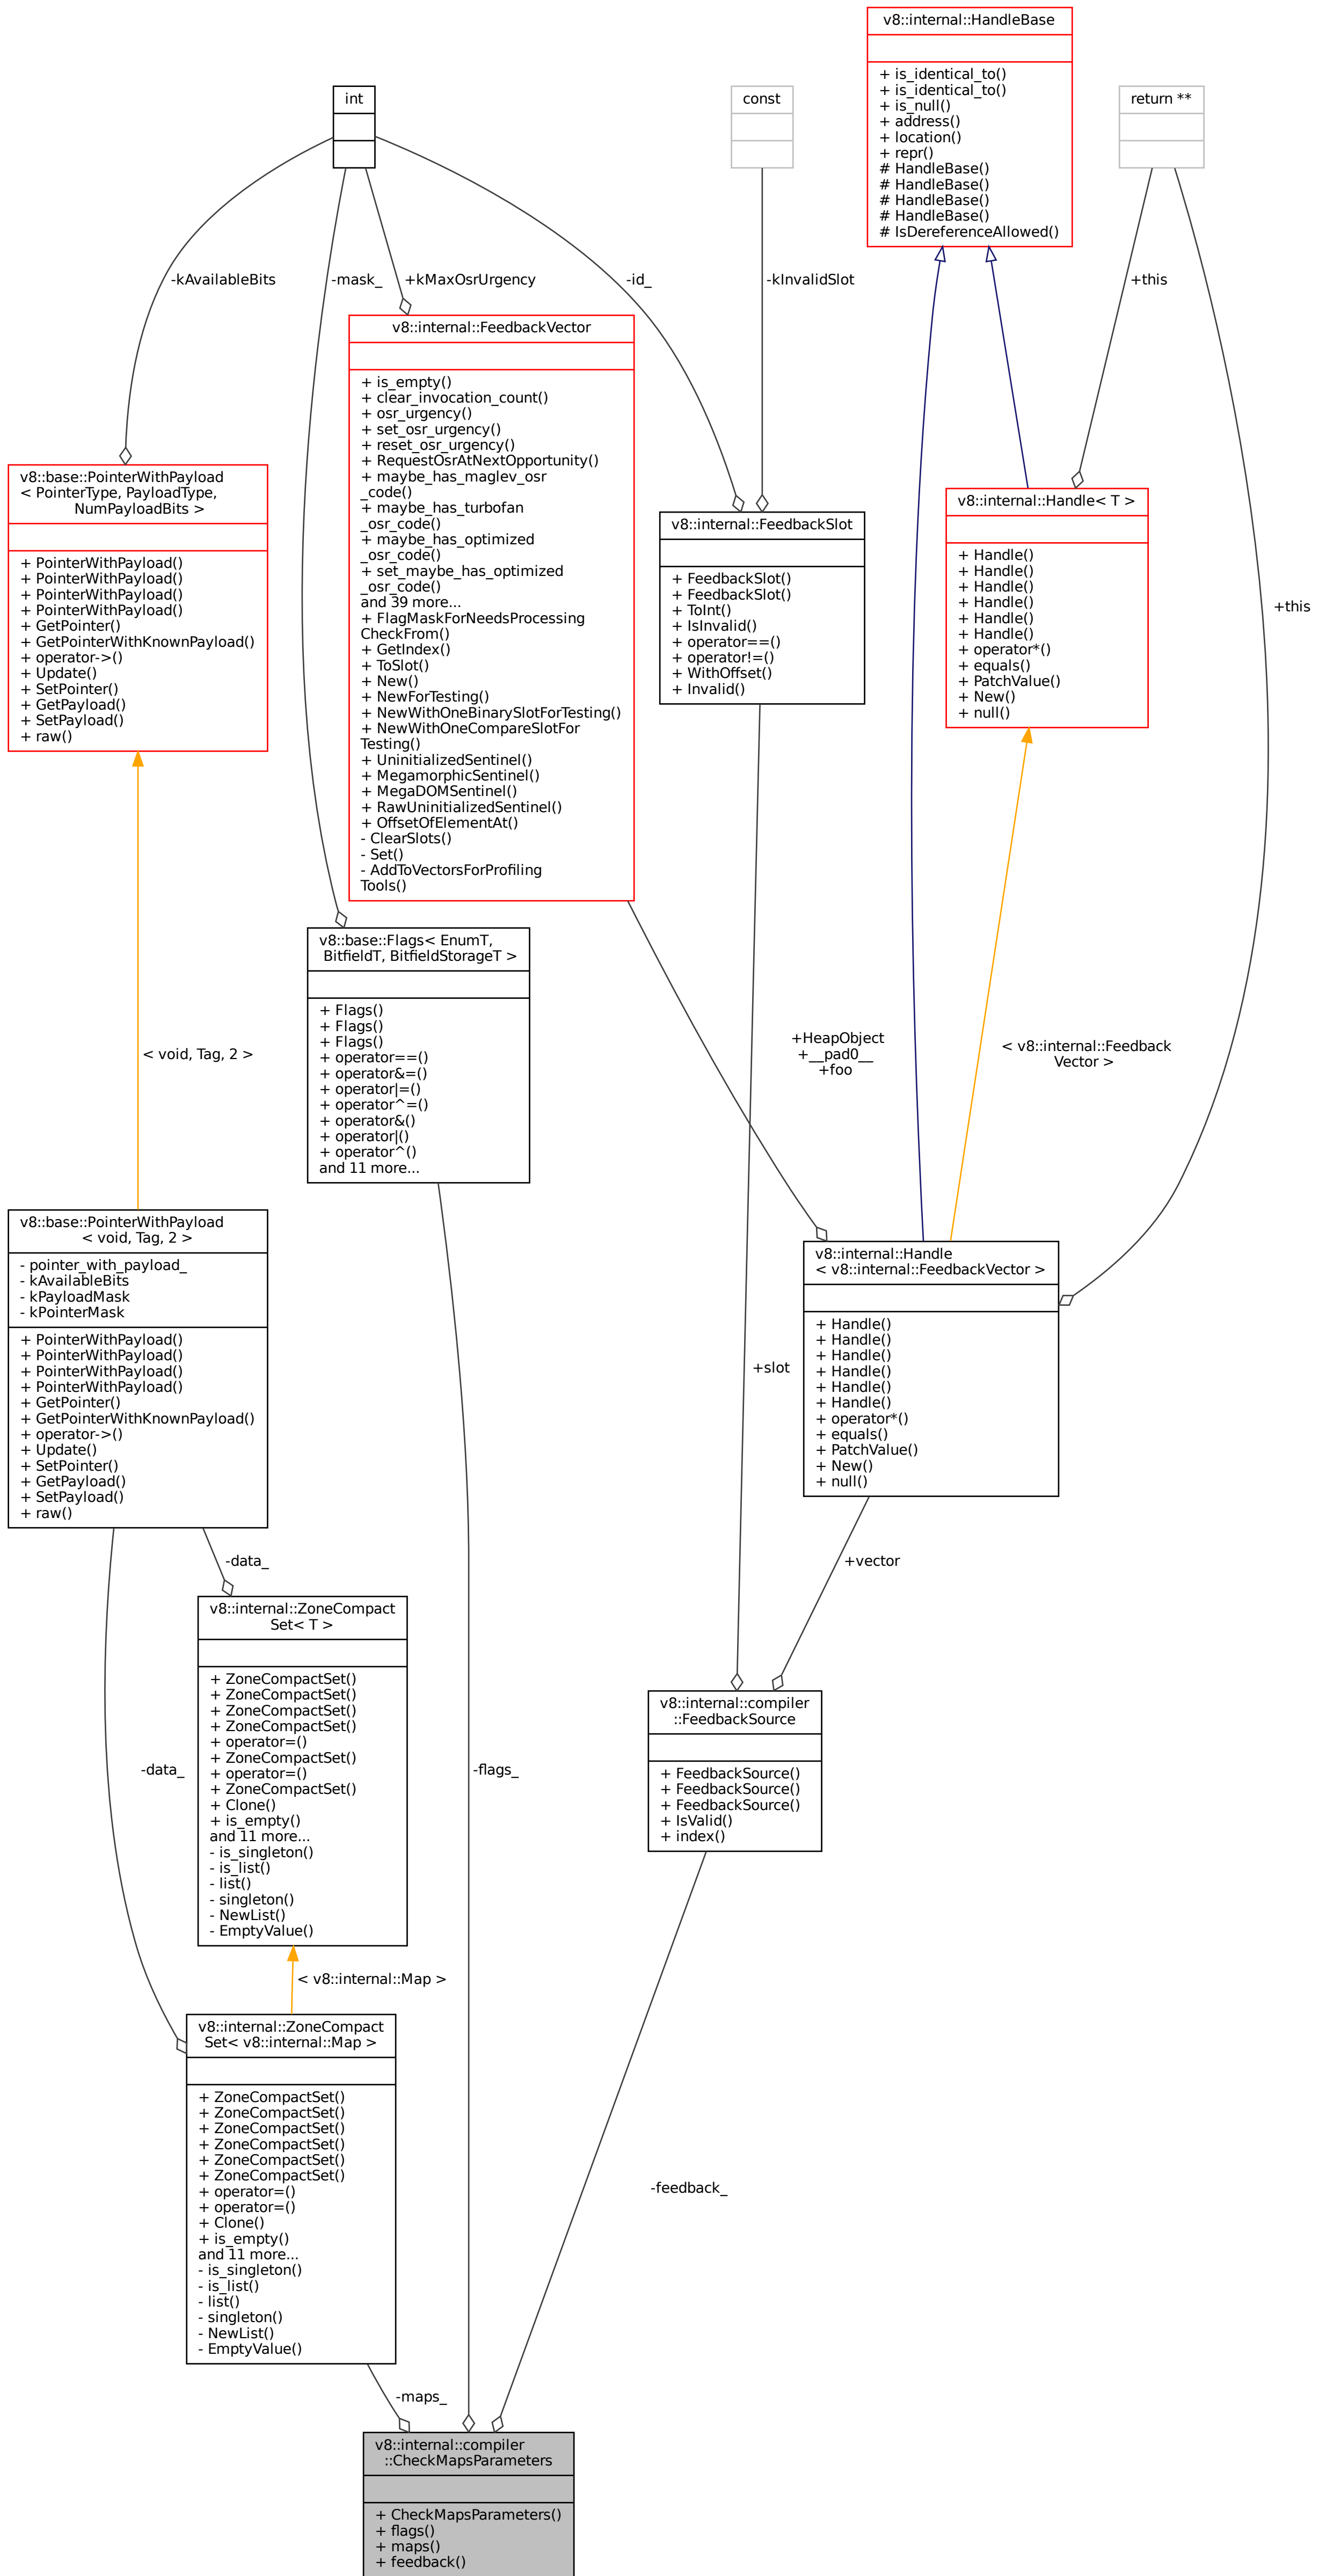 v8::internal::HandleBase
+ is_identical_to()
+ is_identical_to()
+ is_null()
+ address()
+ location()
+ repr()
# HandleBase()
# HandleBase()
# HandleBase()
# HandleBase()
# IsDereferenceAllowed()
int
const
return **
-kAvailableBits
-mask_
+kMaxOsrUrgency
-id_
-kInvalidSlot
+this
v8::internal::FeedbackVector
+ is_empty()
+ clear_invocation_count()
+ osr_urgency()
+ set_osr_urgency()
+ reset_osr_urgency()
+ RequestOsrAtNextOpportunity()
+ maybe_has_maglev_osr
_code()
+ maybe_has_turbofan
_osr_code()
+ maybe_has_optimized
_osr_code()
+ set_maybe_has_optimized
_osr_code()
and 39 more...
+ FlagMaskForNeedsProcessing
CheckFrom()
+ GetIndex()
+ ToSlot()
+ New()
+ NewForTesting()
+ NewWithOneBinarySlotForTesting()
+ NewWithOneCompareSlotFor
Testing()
+ UninitializedSentinel()
+ MegamorphicSentinel()
+ MegaDOMSentinel()
+ RawUninitializedSentinel()
+ OffsetOfElementAt()
- ClearSlots()
- Set()
- AddToVectorsForProfiling
Tools()
v8::base::PointerWithPayload
< PointerType, PayloadType,
NumPayloadBits >
+ PointerWithPayload()
+ PointerWithPayload()
+ PointerWithPayload()
+ PointerWithPayload()
+ GetPointer()
+ GetPointerWithKnownPayload()
+ operator->()
+ Update()
+ SetPointer()
+ GetPayload()
+ SetPayload()
+ raw()
v8::internal::FeedbackSlot
+ FeedbackSlot()
+ FeedbackSlot()
+ ToInt()
+ IsInvalid()
+ operator==()
+ operator!=()
+ WithOffset()
+ Invalid()
v8::internal::Handle< T >
+ Handle()
+ Handle()
+ Handle()
+ Handle()
+ Handle()
+ Handle()
+ operator*()
+ equals()
+ PatchValue()
+ New()
+ null()
+this
v8::base::Flags< EnumT,
BitfieldT, BitfieldStorageT >
+ Flags()
+ Flags()
+ Flags()
+ operator==()
+ operator&=()
+ operator|=()
+ operator^=()
+ operator&()
+ operator|()
+ operator^()
and 11 more...
< void, Tag, 2 >
+HeapObject
+__pad0__
+foo
< v8::internal::Feedback
Vector >
v8::base::PointerWithPayload
< void, Tag, 2 >
- pointer_with_payload_
- kAvailableBits
- kPayloadMask
- kPointerMask
+ PointerWithPayload()
+ PointerWithPayload()
+ PointerWithPayload()
+ PointerWithPayload()
+ GetPointer()
+ GetPointerWithKnownPayload()
+ operator->()
+ Update()
+ SetPointer()
+ GetPayload()
+ SetPayload()
+ raw()
v8::internal::Handle
< v8::internal::FeedbackVector >
+ Handle()
+ Handle()
+ Handle()
+ Handle()
+ Handle()
+ Handle()
+ operator*()
+ equals()
+ PatchValue()
+ New()
+ null()
+slot
-data_
+vector
v8::internal::ZoneCompact
Set< T >
+ ZoneCompactSet()
+ ZoneCompactSet()
+ ZoneCompactSet()
+ ZoneCompactSet()
+ operator=()
+ ZoneCompactSet()
+ operator=()
+ ZoneCompactSet()
+ Clone()
+ is_empty()
and 11 more...
- is_singleton()
- is_list()
- list()
- singleton()
- NewList()
- EmptyValue()
v8::internal::compiler
::FeedbackSource
+ FeedbackSource()
+ FeedbackSource()
+ FeedbackSource()
+ IsValid()
+ index()
-data_
-flags_
< v8::internal::Map >
v8::internal::ZoneCompact
Set< v8::internal::Map >
+ ZoneCompactSet()
+ ZoneCompactSet()
+ ZoneCompactSet()
+ ZoneCompactSet()
+ ZoneCompactSet()
+ ZoneCompactSet()
+ operator=()
+ operator=()
+ Clone()
+ is_empty()
and 11 more...
- is_singleton()
- is_list()
- list()
- singleton()
- NewList()
- EmptyValue()
-feedback_
-maps_
v8::internal::compiler
::CheckMapsParameters
+ CheckMapsParameters()
+ flags()
+ maps()
+ feedback()